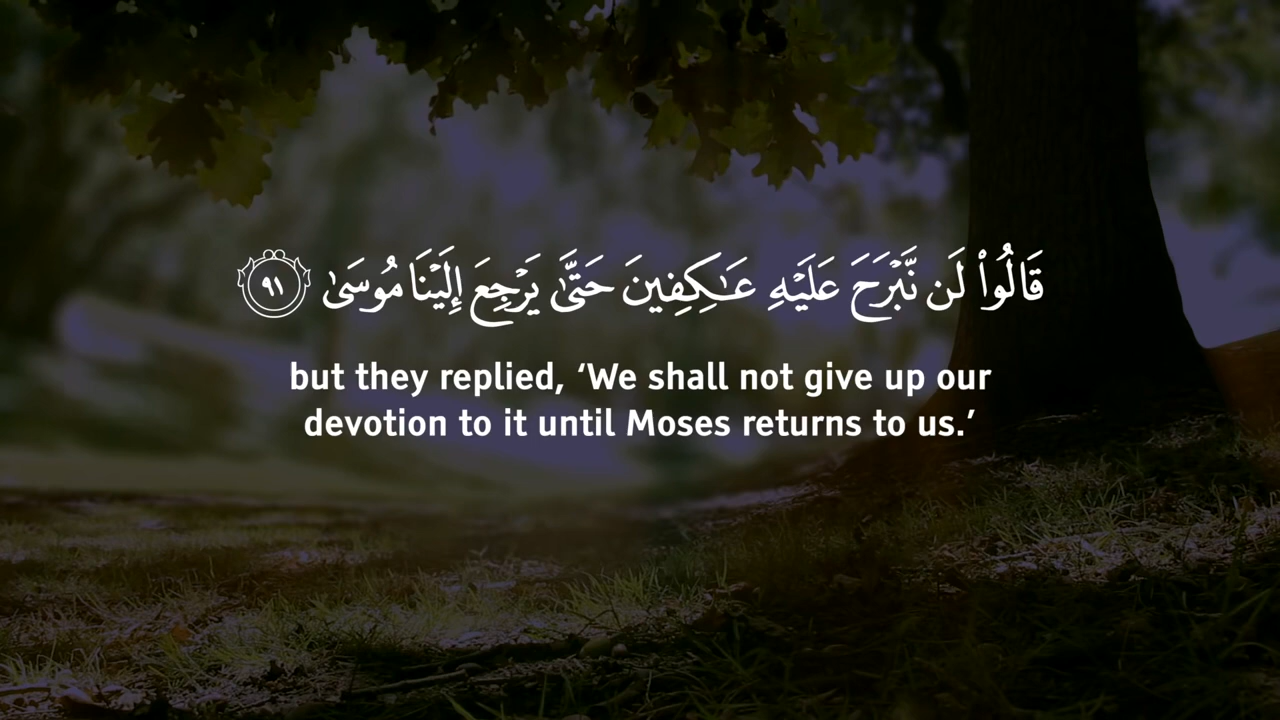 قَالُوا۟ لَن نَّبْرَحَ عَلَيْهِ عَـٰكِفِينَ حَتَّىٰ يَرْجِعَ إِلَيْنَا مُوسَىٰ ٩١
but they replied, ‘We shall not give up our
devotion to it until Moses returns to us.’